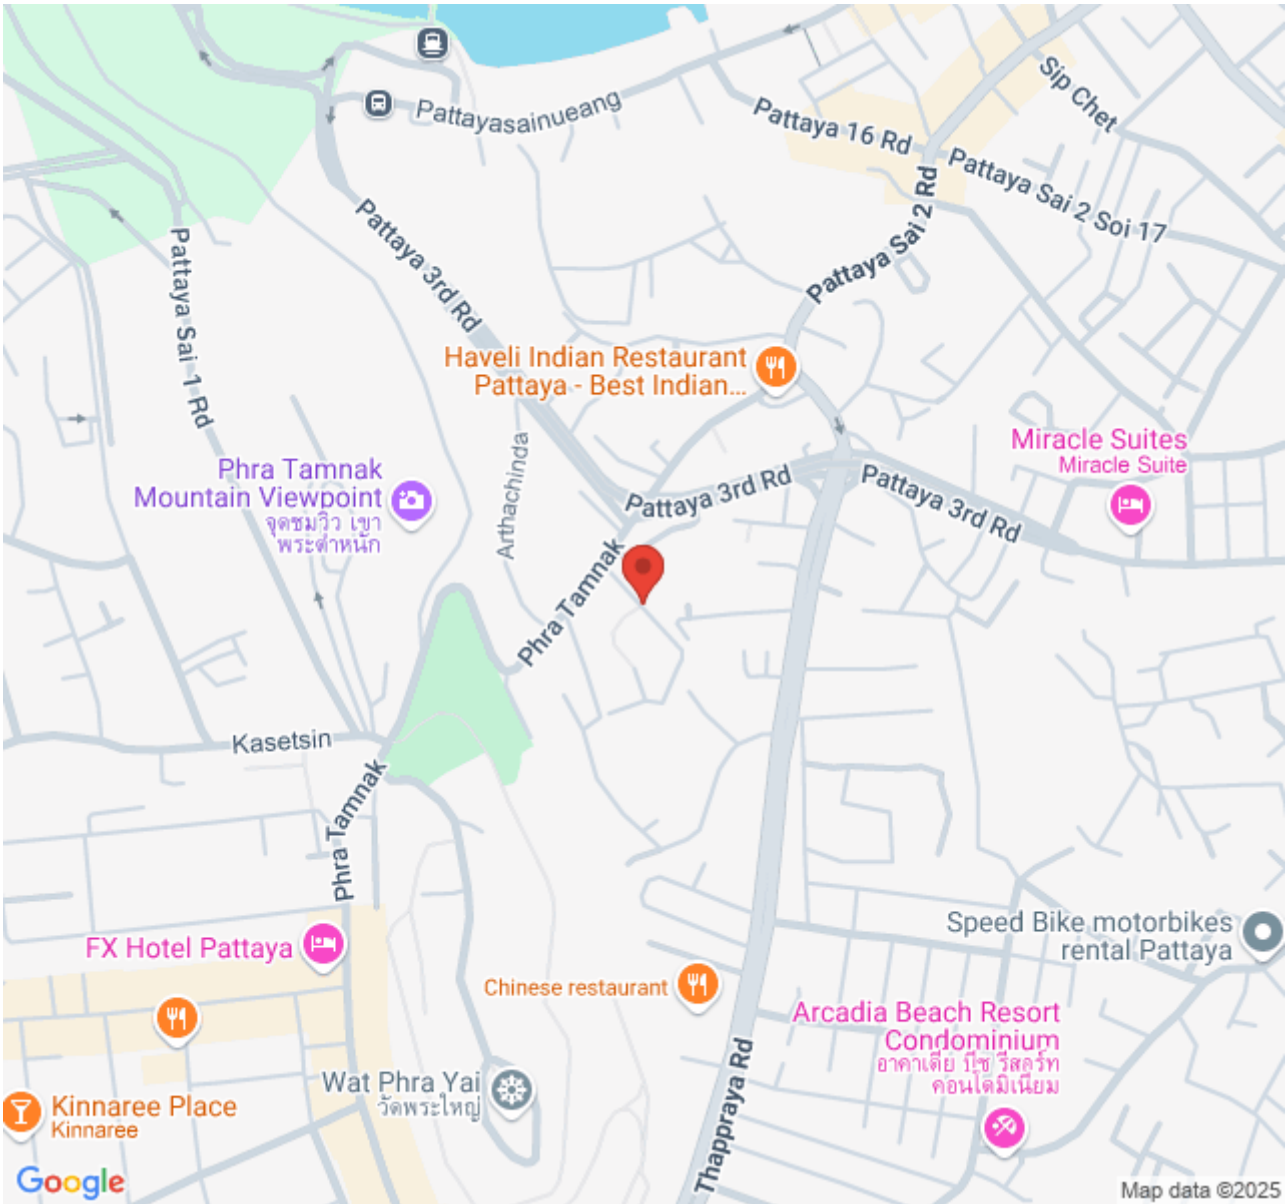 Sip Chet
Pattayasainueang
Pattaya 16 Rd
Pattaya Sai 2 Soi 17
Pattaya Sai 2 Rd
Pattaya 3rd Rd
Pattaya Sai 1 Rd
Haveli Indian Restaurant
Pattaya - Best Indian...
Miracle Suites
Miracle Suite
Arthachinda
Phra Tamnak
Mountain Viewpoint
จุดชมวิว เขา
พระตำหนัก
Pattaya 3rd Rd
Pattaya 3rd Rd
Phra Tamnak
Kasetsin
Phra Tamnak
FX Hotel Pattaya
Speed Bike motorbikes
rental Pattaya
Chinese restaurant
Arcadia Beach Resort
Condominium
อาคาเดีย บีช รีสอร์ท
คอนโดมิเนียม
Wat Phra Yai
วัดพระใหญ่
Kinnaree Place
Kinnaree
Thappraya Rd
Google
Map data ©2025